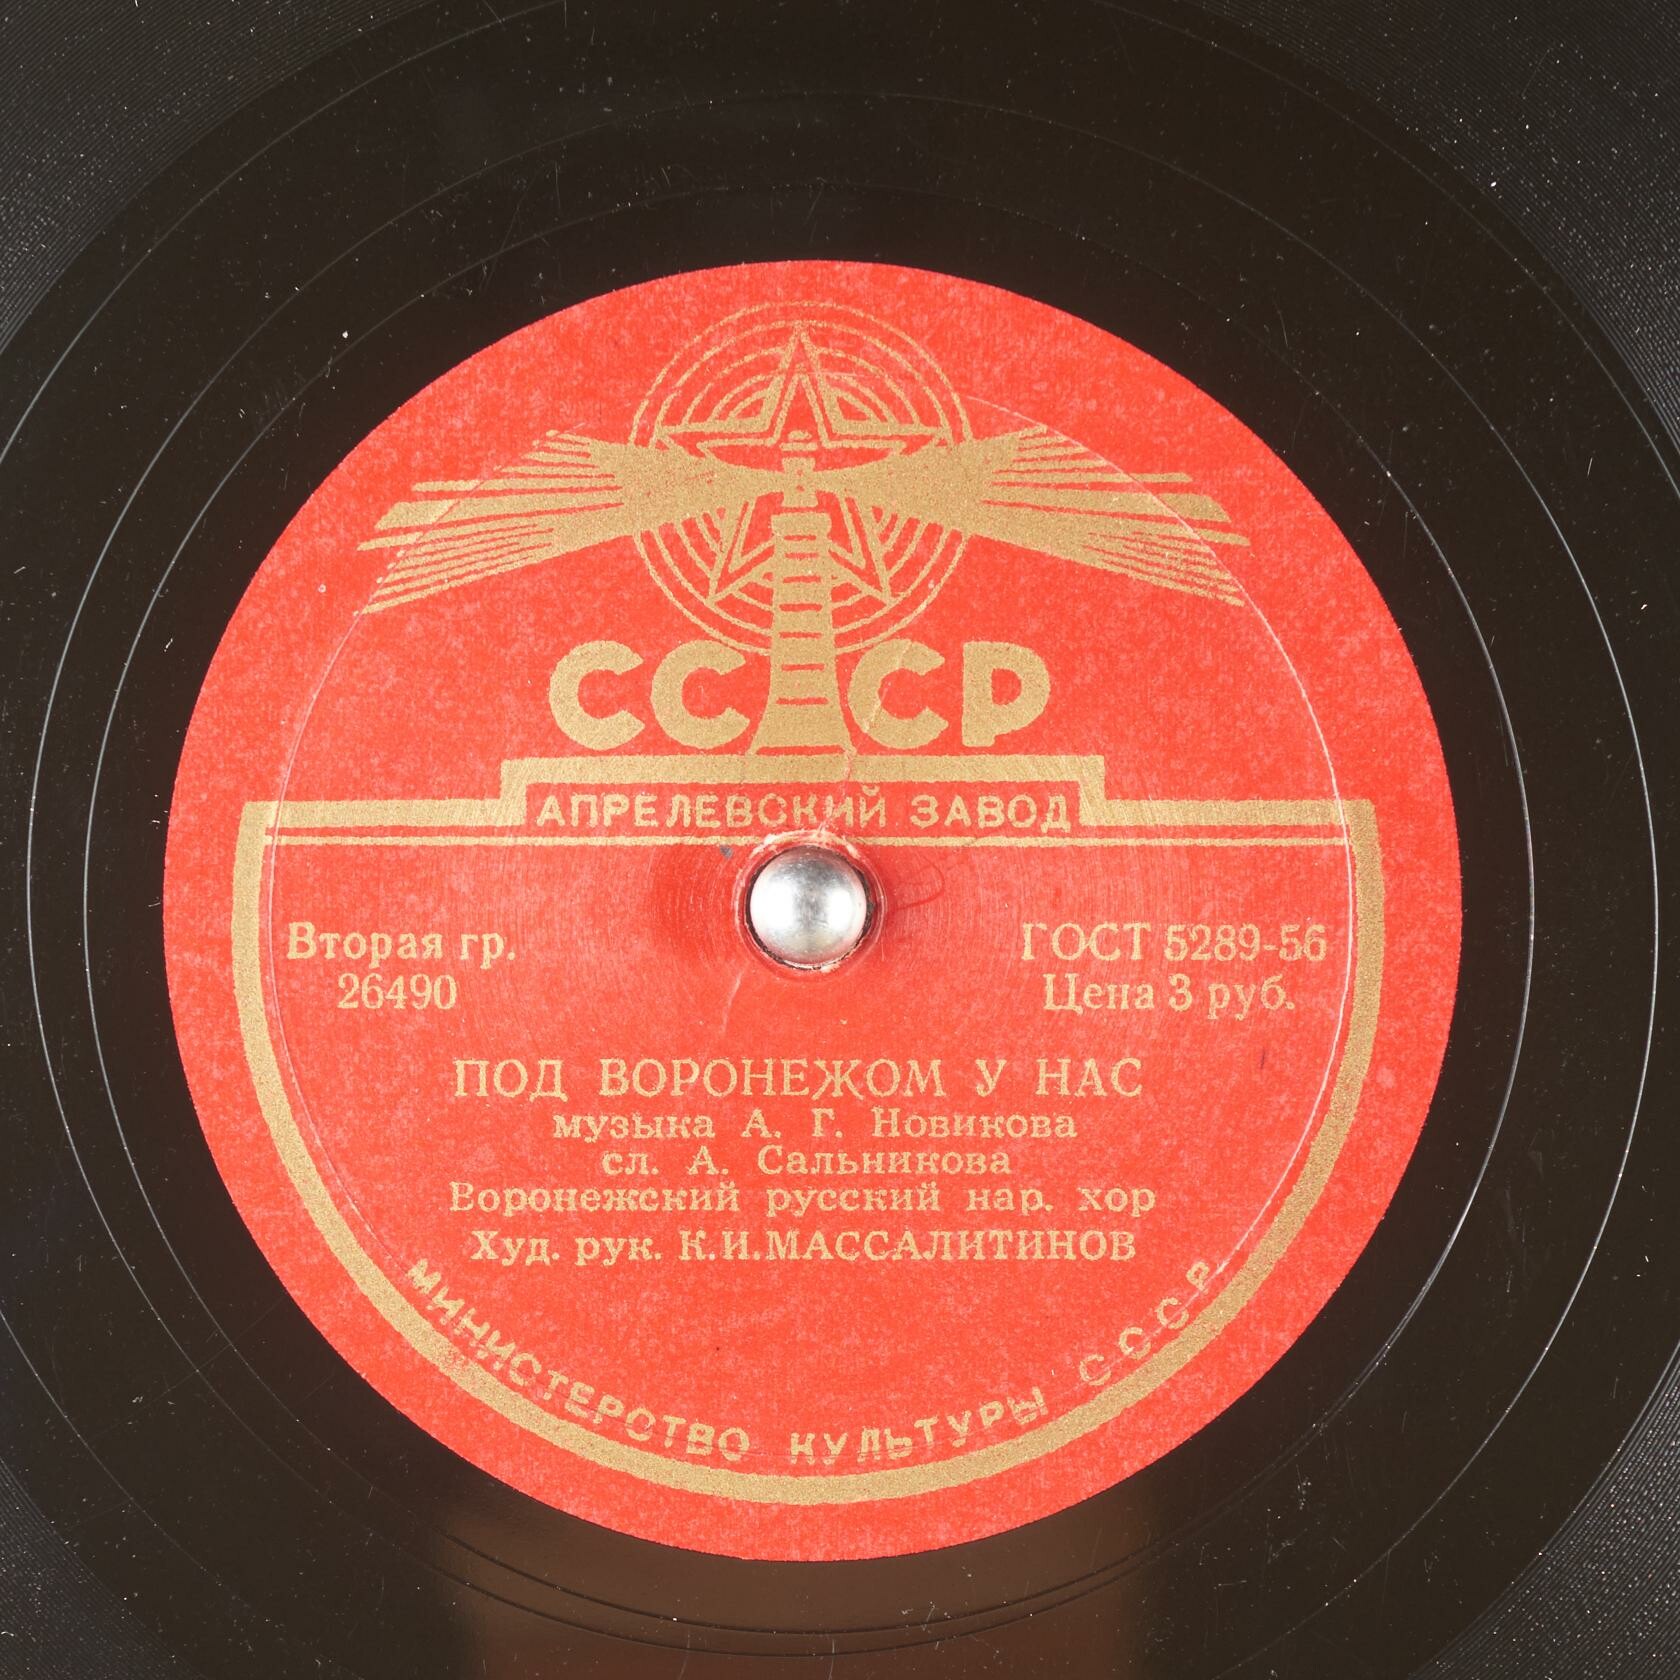 СССР
АПРЕЛЕВСКИЙ ЗАВОД
Вторая гр.
26490
ГОСТ 5289-56
Цена 3 руб.
ПОД ВОРОНЕЖОМ У НАС
музыка А. Г. Новикова
сл. А. Сальникова
Воронежский русский нар. хор
Худ. рук. К.И.МАССАЛИТИНОВ
МИНИСТЕРСТВО КУЛЬТУРЫ СССР